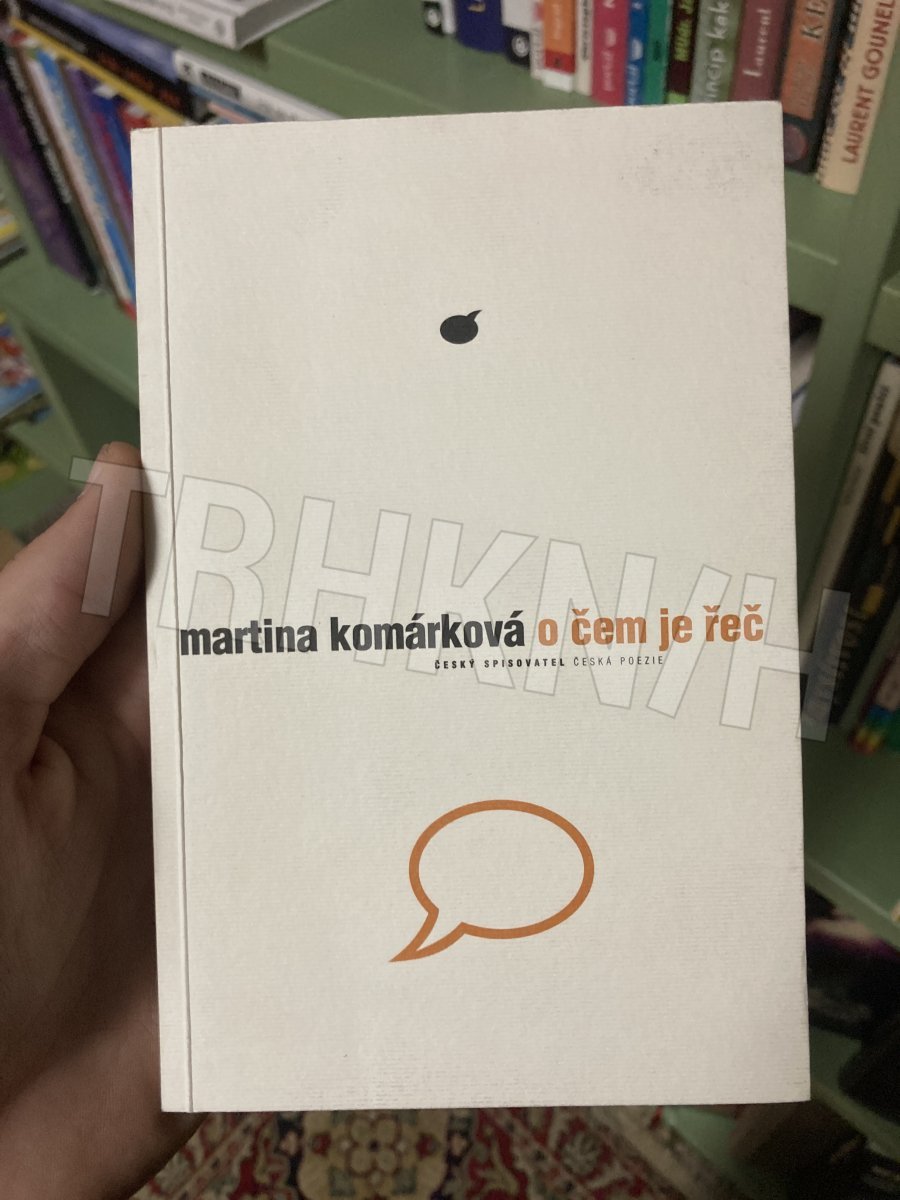 Laurent
LAURENT GOUNEL
martina komárková o čem je řeč
ČESKÝ SPISOVATEL ČESKÁ POEZIE
TRHKNIH